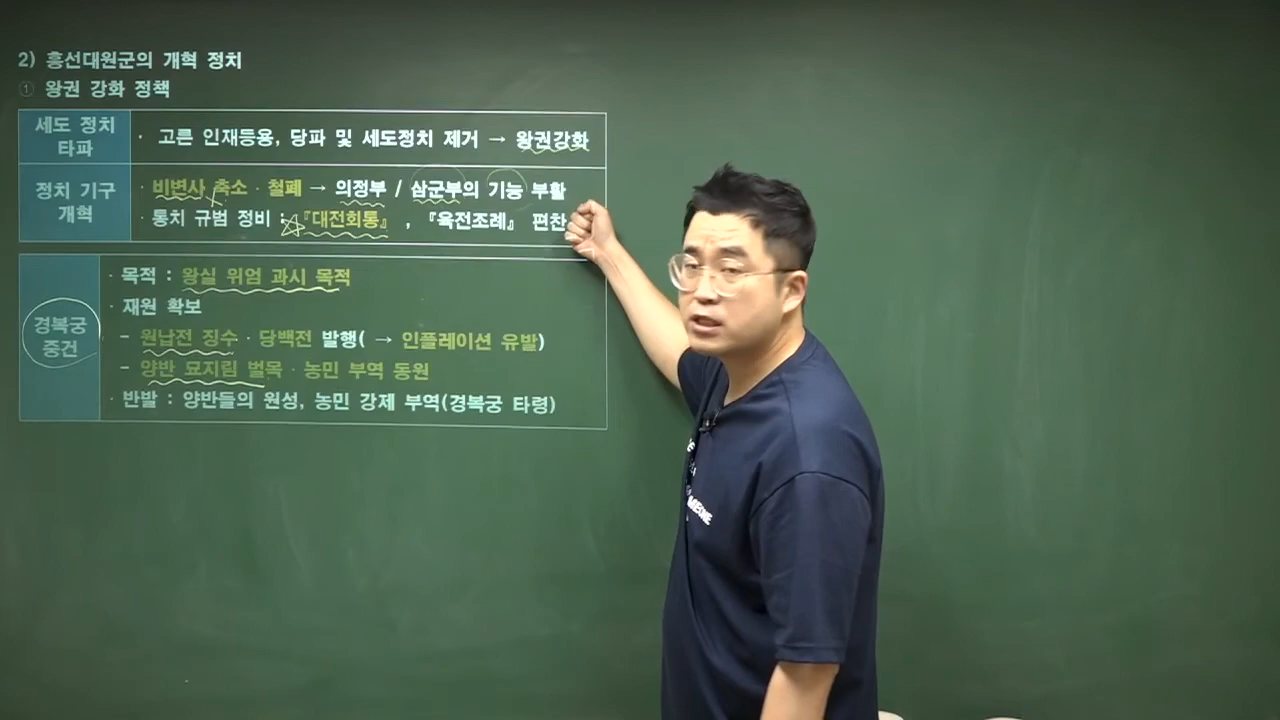 2) 흥선대원군의 개혁 정치
① 왕권 강화 정책
세도 정치
타파
· 고른 인재등용, 당파 및 세도정치 제거 → 왕권강화
정치 기구
개혁
· 비변사 축소 · 철폐 → 의정부 / 삼군부의 기능 부활
· 통치 규범 정비 : 『대전회통』, 『육전조례』 편찬
경복궁
중건
· 목적 : 왕실 위엄 과시 목적
· 재원 확보
- 원납전 징수 · 당백전 발행( → 인플레이션 유발)
- 양반 묘지림 벌목 · 농민 부역 동원
· 반발 : 양반들의 원성, 농민 강제 부역(경복궁 타령)